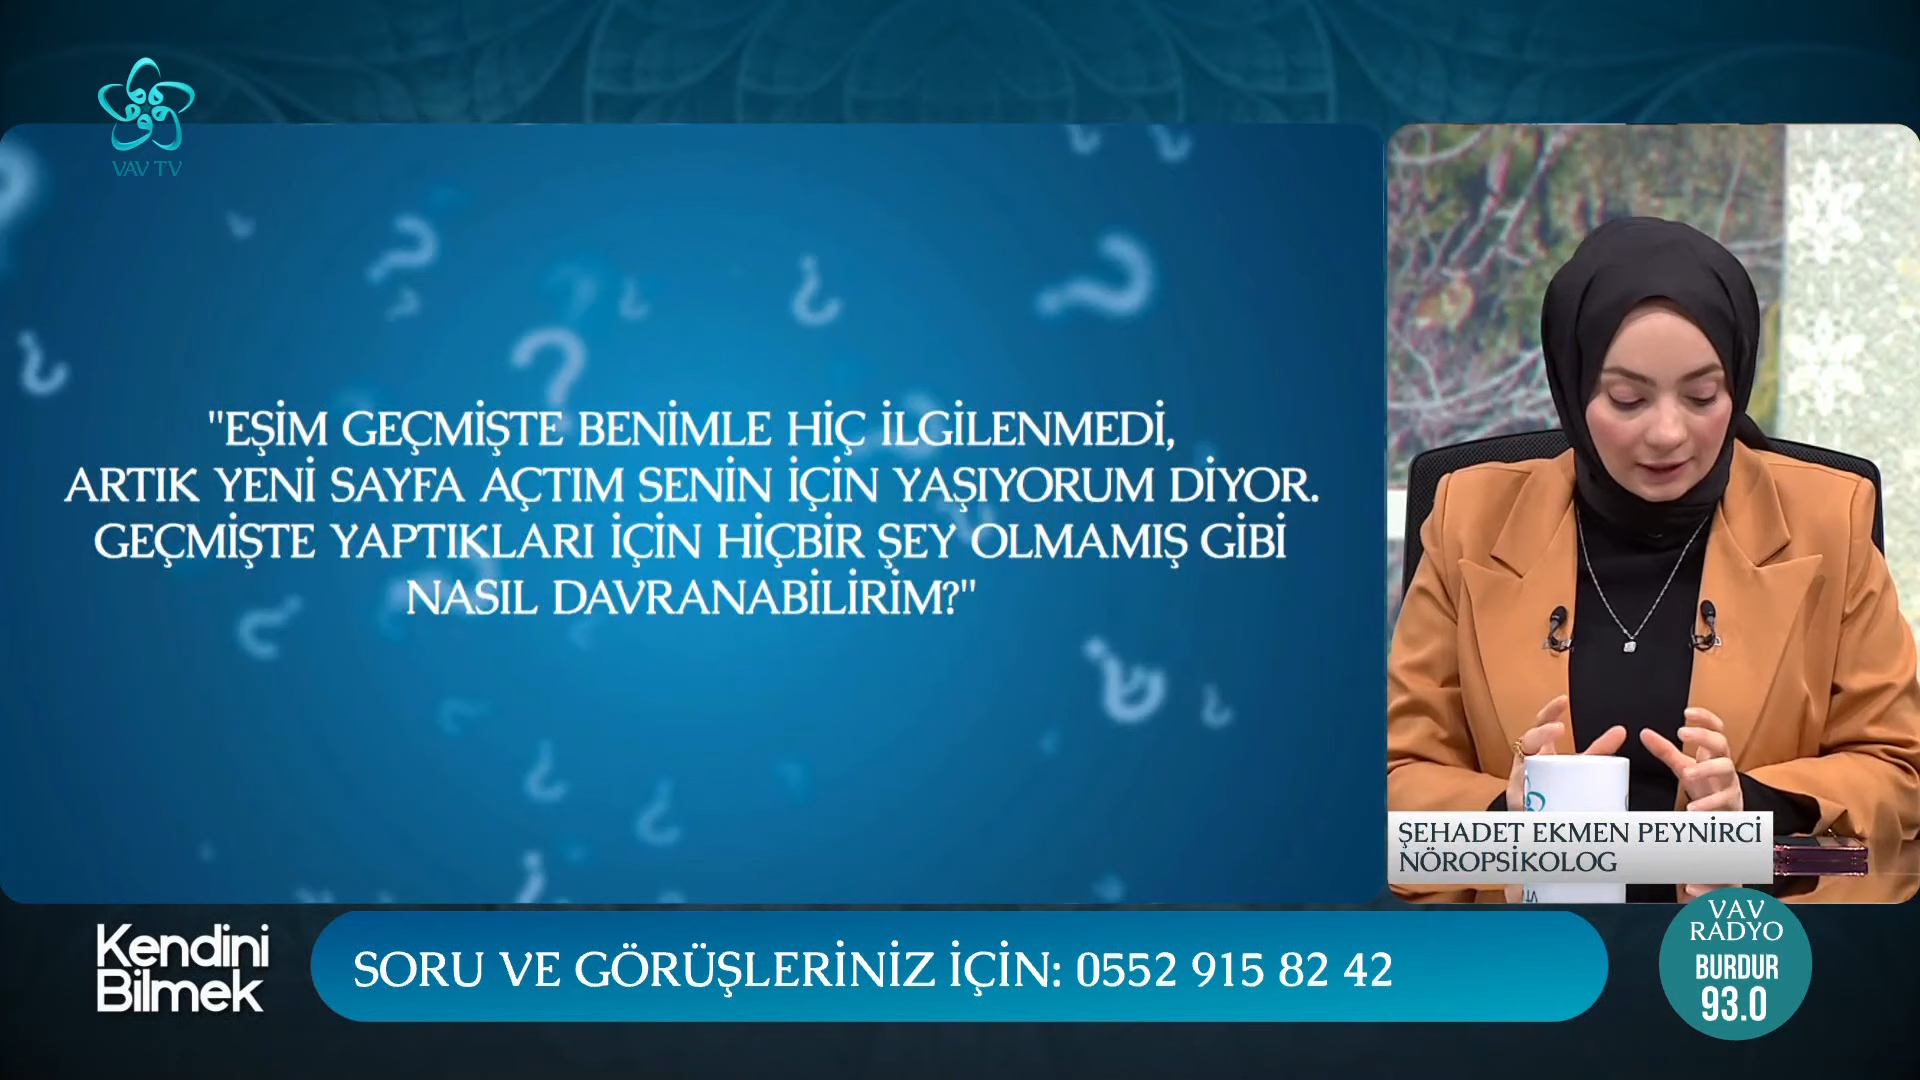 VAV TV
"EŞİM GEÇMİŞTE BENİMLE HİÇ İLGİLENMEDİ,
ARTIK YENİ SAYFA AÇTIM SENİN İÇİN YAŞIYORUM DİYOR.
GEÇMİŞTE YAPTIKLARI İÇİN HİÇBİR ŞEY OLMAMIŞ GİBİ
NASIL DAVRANABİLİRİM?"
ŞEHADET EKMEN PEYNİRCİ
NÖROPSİKOLOG
Kendini
Bilmek
SORU VE GÖRÜŞLERİNİZ İÇİN: 0552 915 82 42
VAV
RADYO
BURDUR
93.0